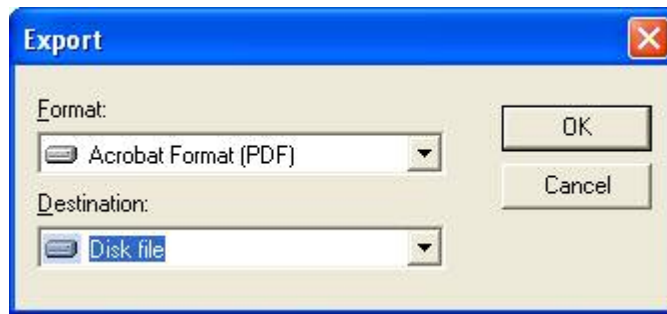 Export
Format:
Acrobat Format (PDF)
OK
Destination:
Cancel
Disk file